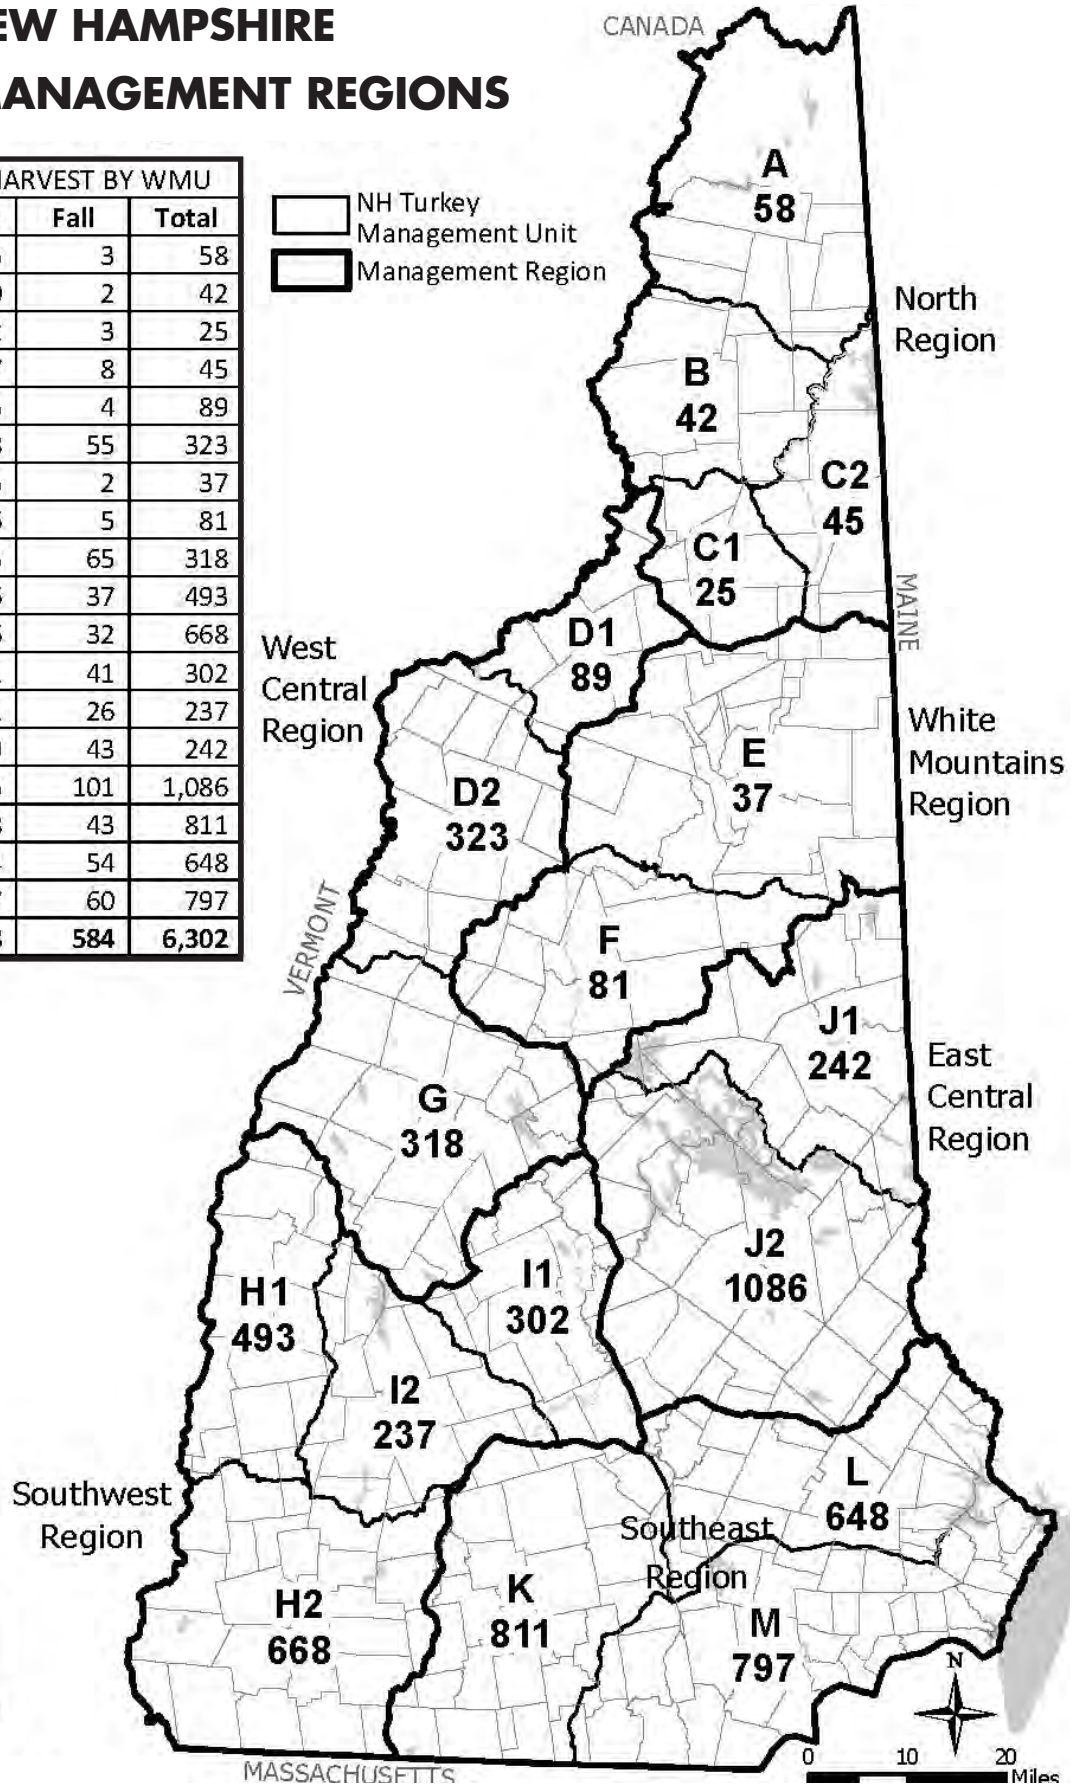 EW HAMPSHIRE
MANAGEMENT REGIONS
HARVEST BY WMU
Fall Total
3 58
2 42
3 25
8 45
4 89
55 323
2 37
5 81
65 318
37 493
32 668
41 302
26 237
43 242
101 1,086
43 811
54 648
60 797
584 6,302
NH Turkey
Management Unit
Management Region
CANADA
A
58
North
Region
B
42
C2
45
C1
25
MAINE
D1
89
West
Central
Region
White
Mountains
Region
E
37
D2
323
VERMONT
F
81
J1
242
East
Central
Region
G
318
J2
1086
I1
302
H1
493
I2
237
L
648
Southwest
Region
Southeast
Region
K
811
H2
668
M
797
N
0 10 20
Miles
MASSACHUSETTS